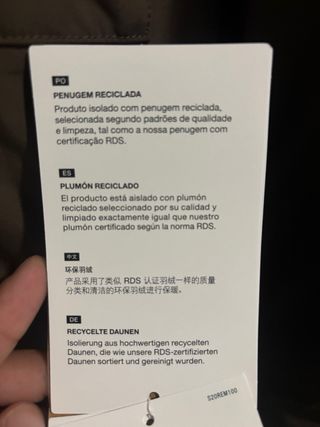 PO
PENUGEM RECICLADA
Produto isolado com penugem reciclada,
selecionada segundo padrões de qualidade
e limpeza, tal como a nossa penugem com
certificação RDS.
ES
PLUMÓN RECICLADO
El producto está aislado con plumón
reciclado seleccionado por su calidad y
limpiado exactamente igual que nuestro
plumón certificado según la norma RDS.
中文
环保羽绒
产品采用了类似 RDS 认证羽绒一样的质量
分类和清洁的环保羽绒进行保暖。
DE
RECYCELTE DAUNEN
Isolierung aus hochwertigen recycelten
Daunen, die wie unsere RDS-zertifizierten
Daunen sortiert und gereinigt wurden.
S20REM100